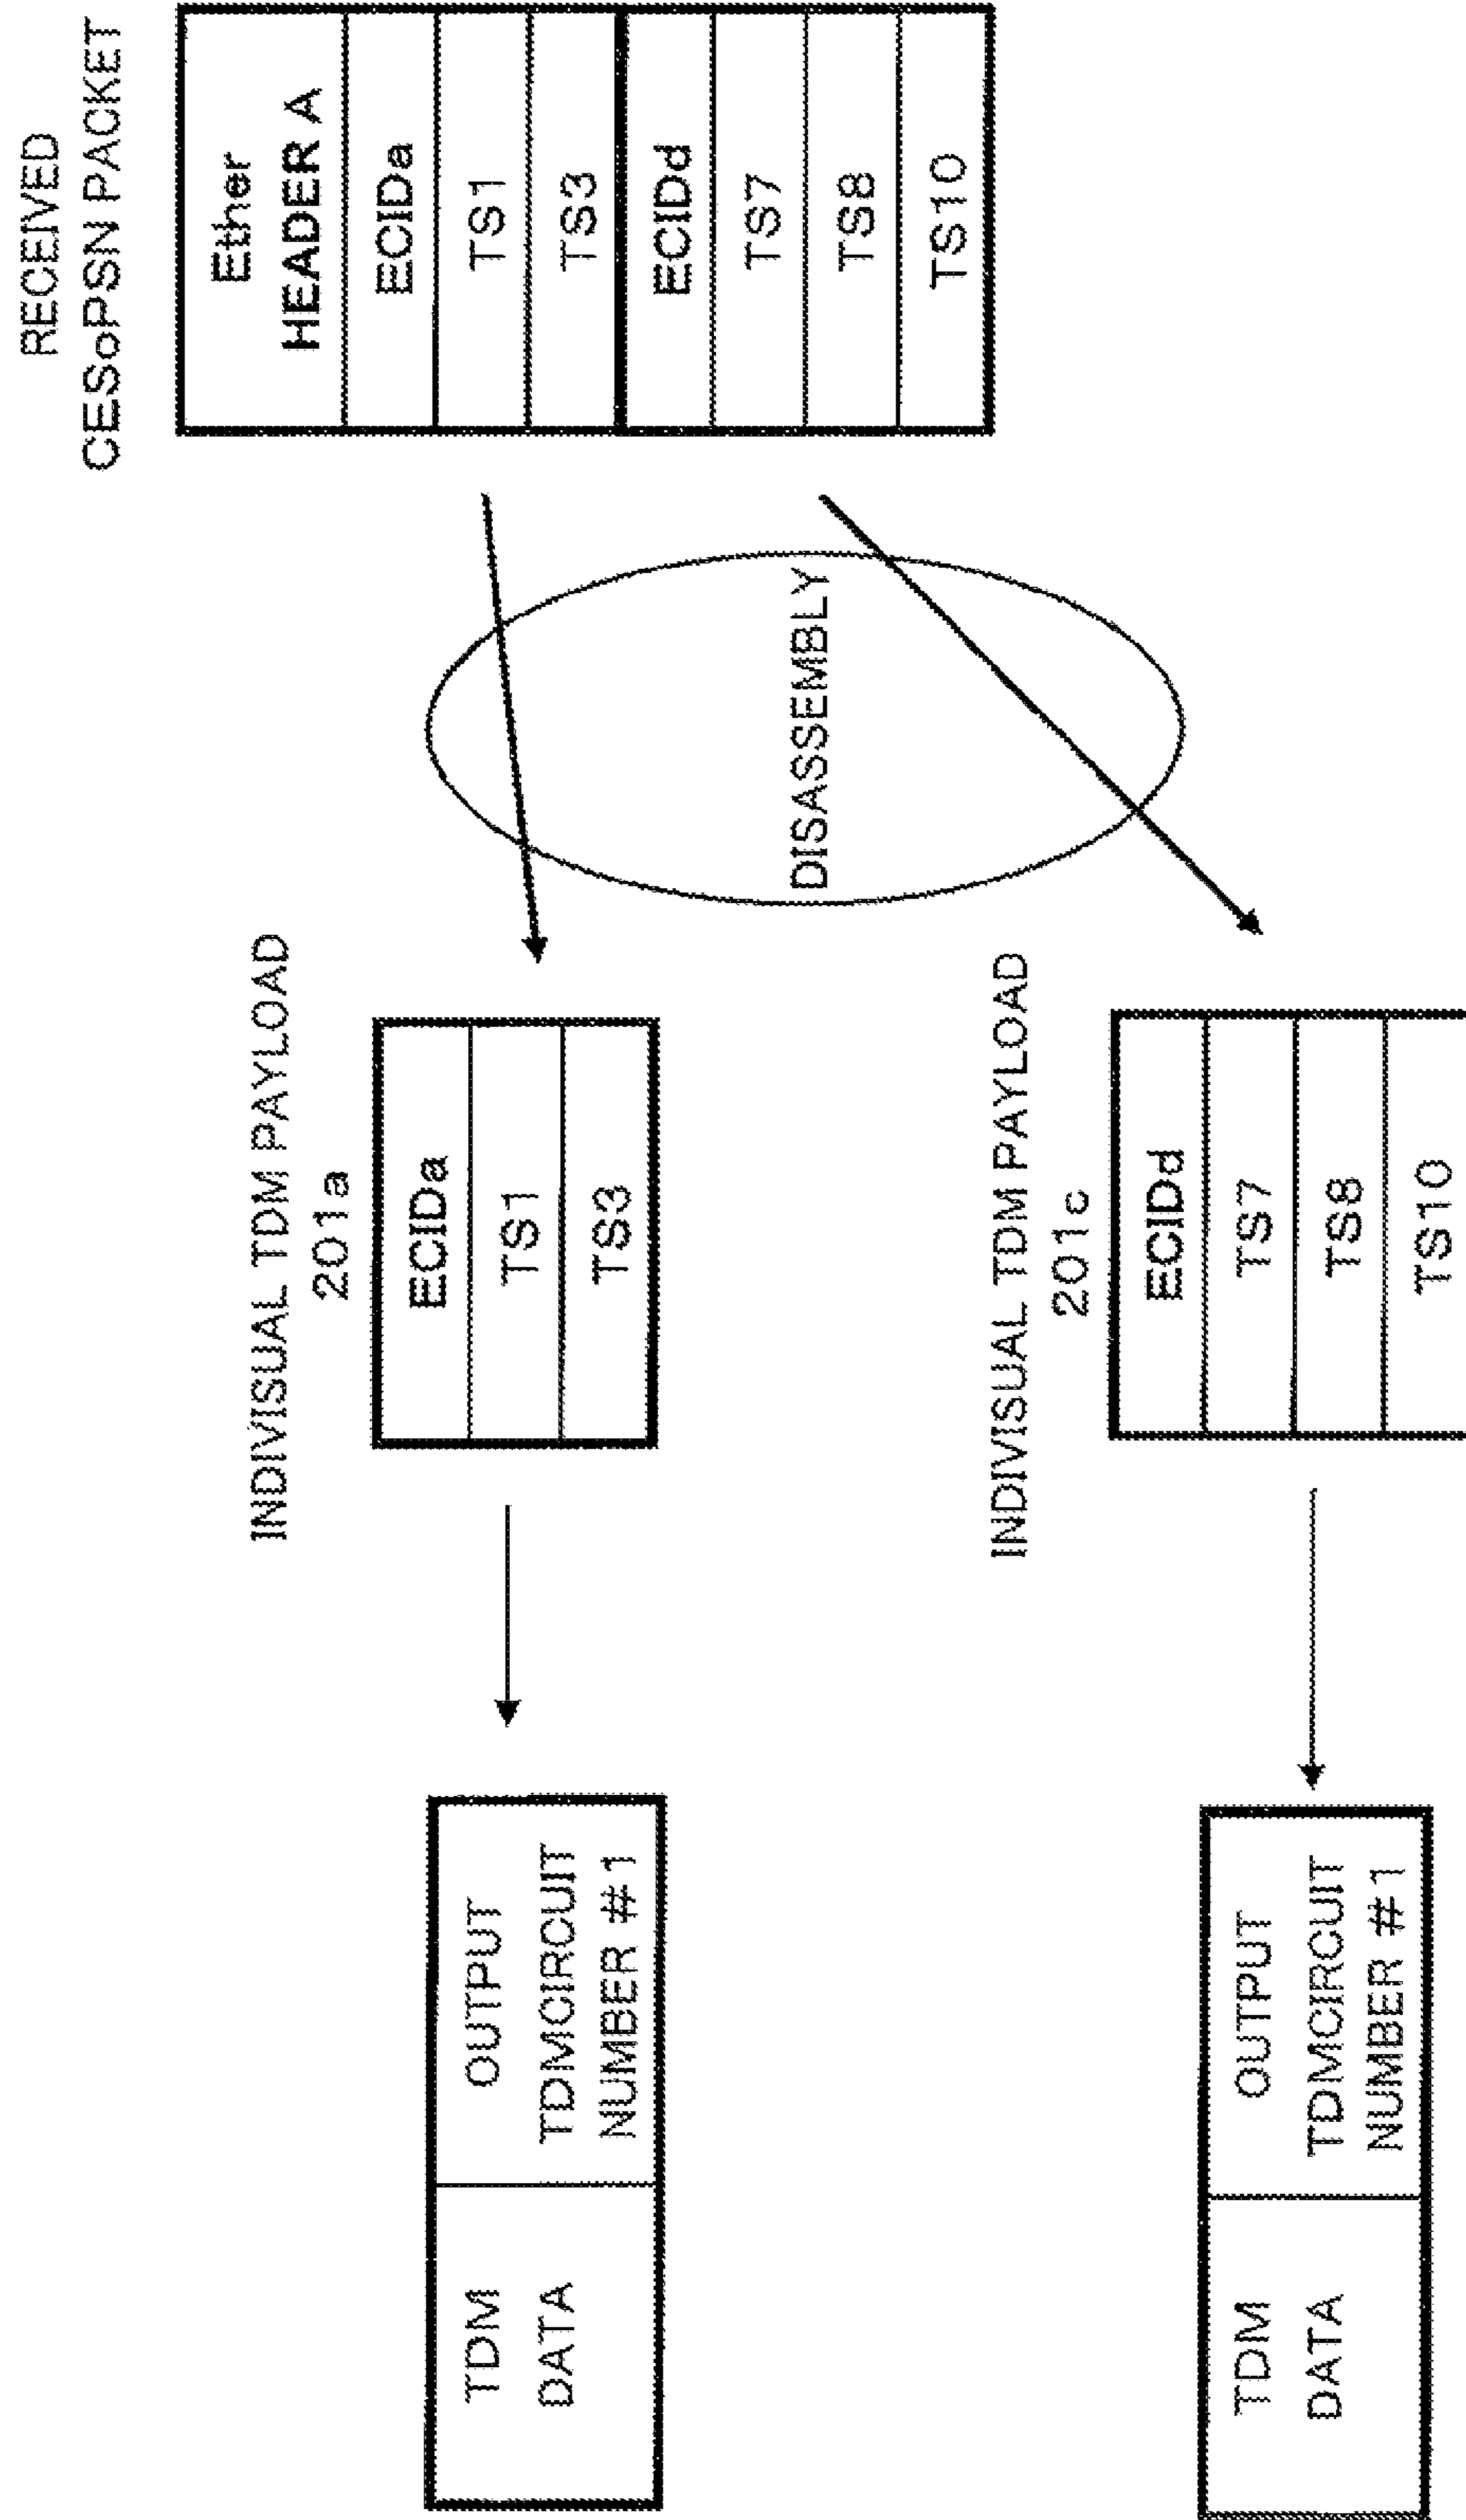 RECEIVED
CESoPSN PACKET
Ether
HEADER A
ECIDa
TS1
TS3
ECIDd
TS7
TS8
TS10
DISASSEMBLY
INDIVISUAL TDM PAYLOAD
201a
ECIDa
TS1
TS3
INDIVISUAL TDM PAYLOAD
201c
ECIDd
TS7
TS8
TS10
TDM
DATA
OUTPUT
TDMCIRCUIT
NUMBER #1
TDM
DATA
OUTPUT
TDMCIRCUIT
NUMBER #1